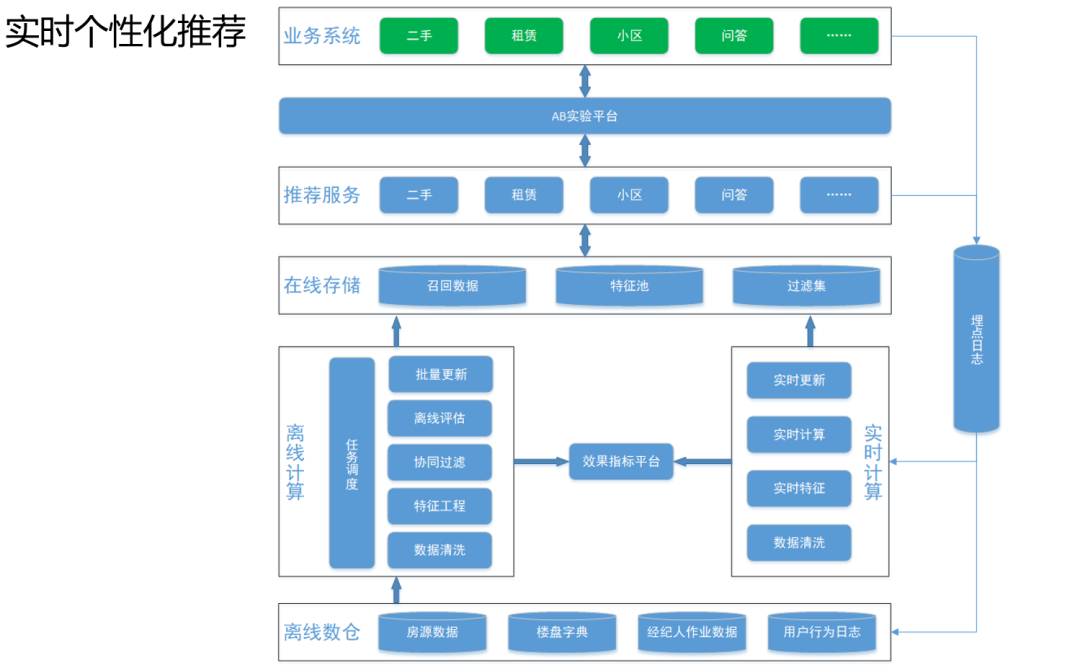 实时个性化推荐
业务系统
二手
租赁
小区
问答
……
AB实验平台
推荐服务
二手
租赁
小区
问答
……
在线存储
召回数据
特征池
过滤集
埋点日志
离线计算
任务调度
批量更新
离线评估
协同过滤
特征工程
数据清洗
效果指标平台
实时更新
实时计算
实时特征
数据清洗
实时计算
离线数仓
房源数据
楼盘字典
经纪人作业数据
用户行为日志